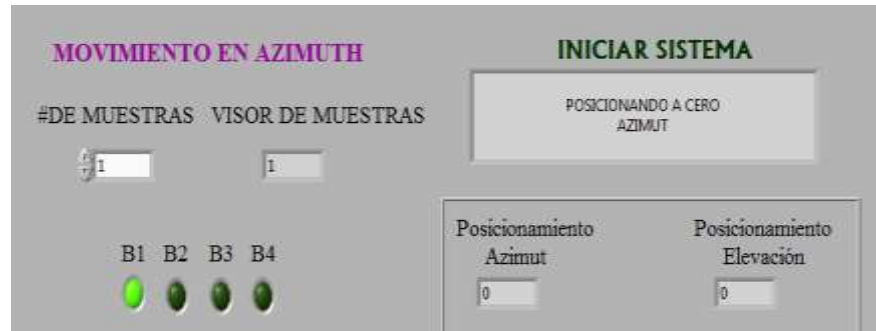 MOVIMIENTO EN AZIMUTH
#DE MUESTRAS VISOR DE MUESTRAS
1 1
B1 B2 B3 B4
INICIAR SISTEMA
POSICIONANDO A CERO
AZIMUT
Posicionamiento Posicionamiento
Azimut Elevación
0 0